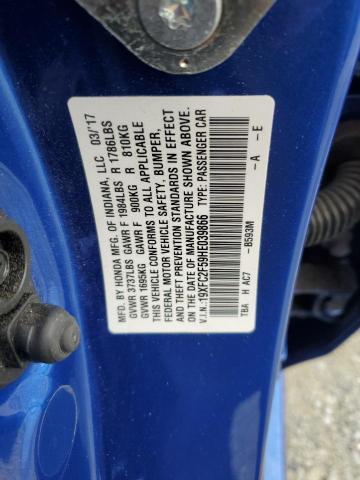 MFD. BY HONDA MFG. OF INDIANA, LLC 03/'17
GVWR 3737LBS GAWR F 1984LBS R 1786LBS
GVWR 1695KG GAWR F 900KG R 810KG
THIS VEHICLE CONFORMS TO ALL APPLICABLE
FEDERAL MOTOR VEHICLE SAFETY, BUMPER,
AND THEFT PREVENTION STANDARDS IN EFFECT
ON THE DATE OF MANUFACTURE SHOWN ABOVE.
V.I.N.:19XFC2F59HE039866 TYPE: PASSENGER CAR
TBA H AC7 -B593M -A -E